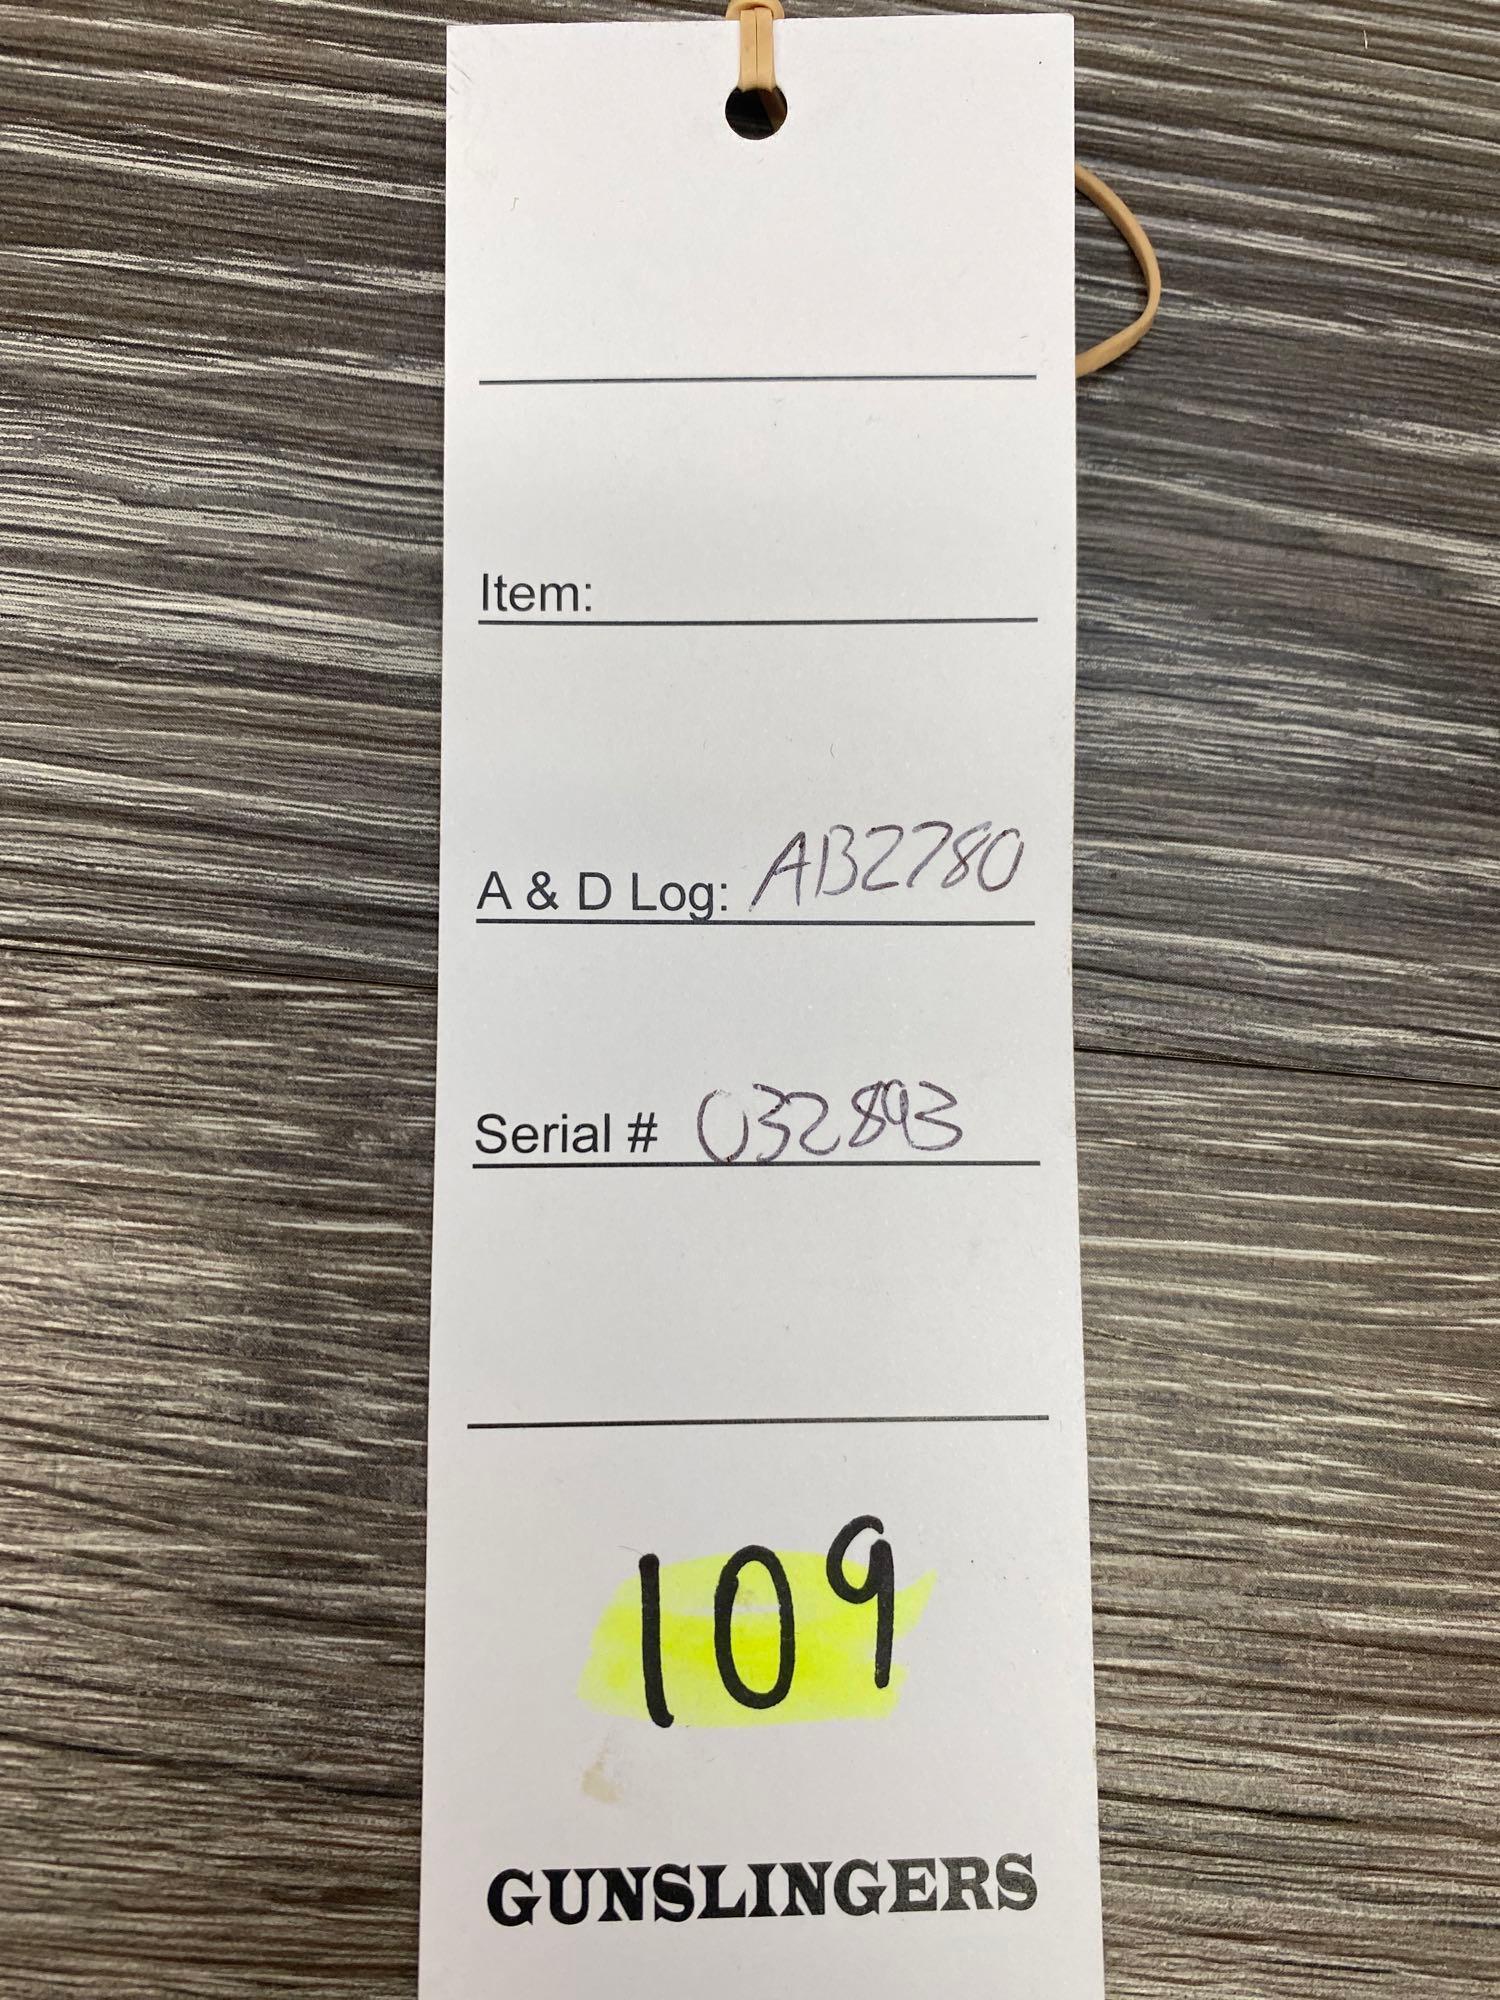 Item:
A & D Log: AB2780
Serial # 032893
109
GUNSLINGERS